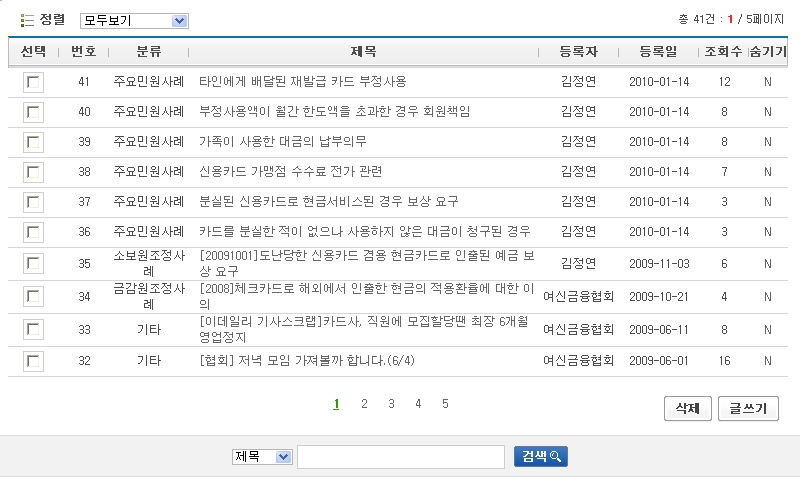 정렬 모두보기 총 41건 : 1 / 5페이지
선택 번호 분류 제목 등록자 등록일 조회수 숨기기
41 주요민원사례 타인에게 배달된 재발급 카드 부정사용 김정연 2010-01-14 12 N
40 주요민원사례 부정사용액이 월간 한도액을 초과한 경우 회원책임 김정연 2010-01-14 8 N
39 주요민원사례 가족이 사용한 대금의 납부의무 김정연 2010-01-14 8 N
38 주요민원사례 신용카드 가맹점 수수료 전가 관련 김정연 2010-01-14 7 N
37 주요민원사례 분실된 신용카드로 현금서비스된 경우 보상 요구 김정연 2010-01-14 3 N
36 주요민원사례 카드를 분실한 적이 없으나 사용하지 않은 대금이 청구된 경우 김정연 2010-01-14 3 N
소보원조정사 [20091001]도난당한 신용카드 겸용 현금카드로 인출된 예금 보
35 김정연 2009-11-03 6 N
례 상 요구
금감원조정사 [2008]체크카드로 해외에서 인출한 현금의 적용환율에 대한 이
34 여신금융협회 2009-10-21 4 N
례 의
[이데일리 기사스크랩]카드사, 직원에 모집할당땐 최장 6개월
33 기타 여신금융협회 2009-06-11 8 N
영업정지
32 기타 [협회] 저녁 모임 가져볼까 합니다.(6/4) 여신금융협회 2009-06-01 16 N
1 2 3 4 5 삭제 글쓰기
제목 검색